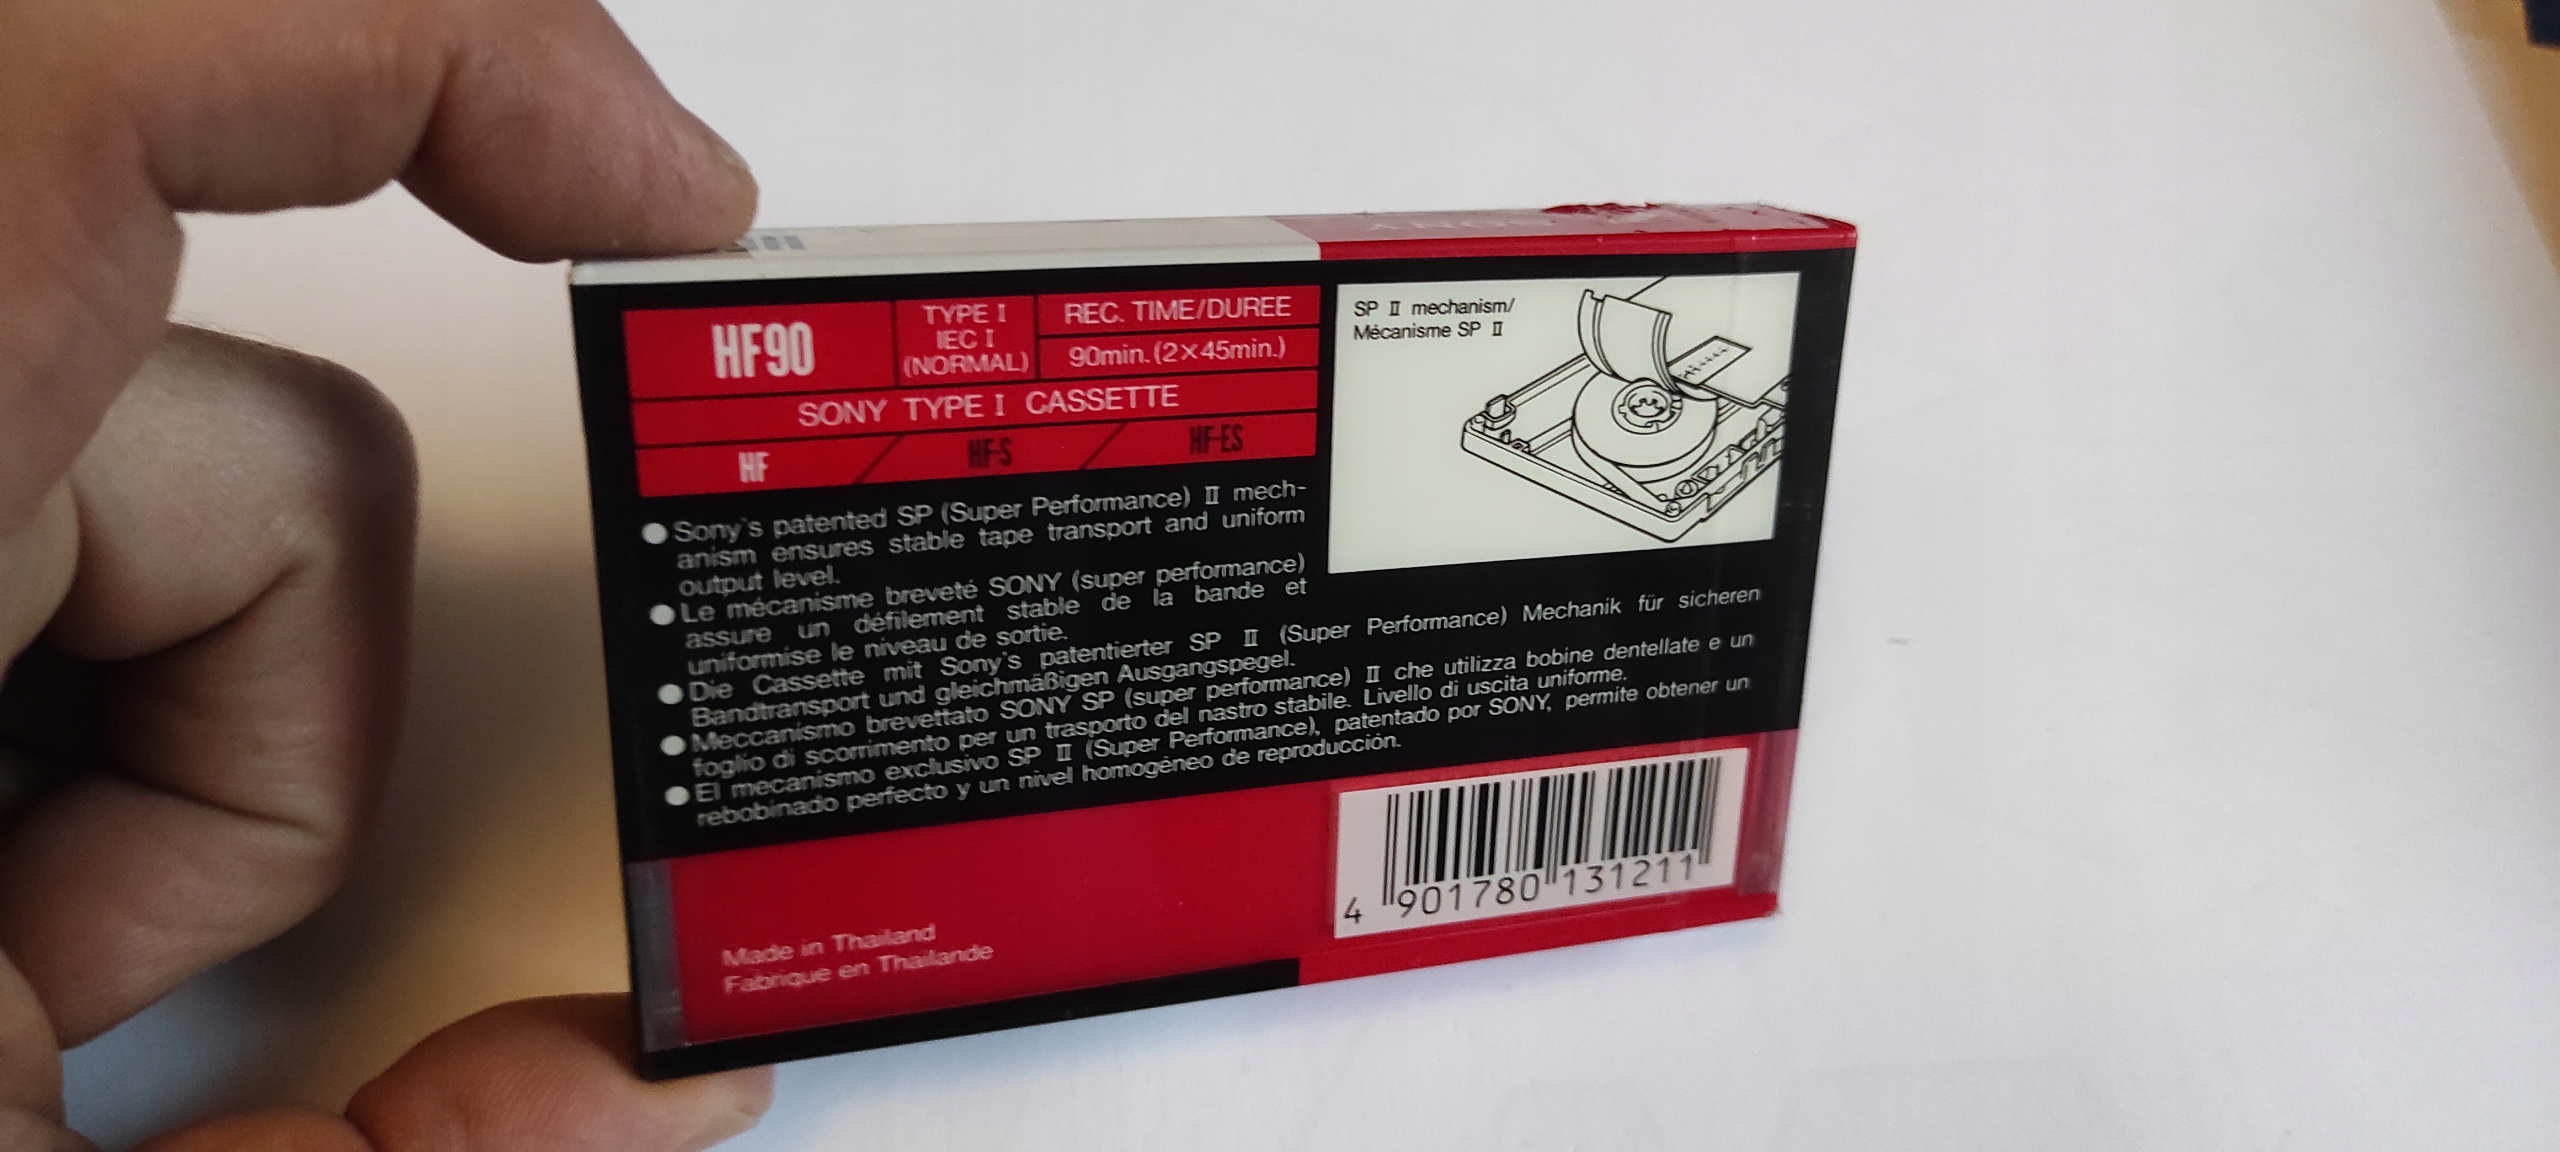 SONY
HF90
TYPE I
IEC I
(NORMAL)
REC. TIME/DUREE
90min. (2×45min.)
SONY TYPE I CASSETTE
HF
HF-S
HF-ES
SP II mechanism/
Mécanisme SP II
● Sony's patented SP (Super Performance) II mech-
anism ensures stable tape transport and uniform
output level.
● Le mécanisme breveté SONY (super performance)
assure un défilement stable de la bande et
uniformise le niveau de sortie.
● Die Cassette mit Sony's patentierter SP II (Super Performance) Mechanik für sicheren
Bandtransport und gleichmäßigen Ausgangspegel.
● Meccanismo brevettato SONY SP (super performance) II che utilizza bobine dentellate e un
foglio di scorrimento per un trasporto del nastro stabile. Livello di uscita uniforme.
● El mecanismo exclusivo SP II (Super Performance), patentado por SONY, permite obtener un
rebobinado perfecto y un nivel homogéneo de reproducción.
4 901780 131211
Made in Thailand
Fabrique en Thailande